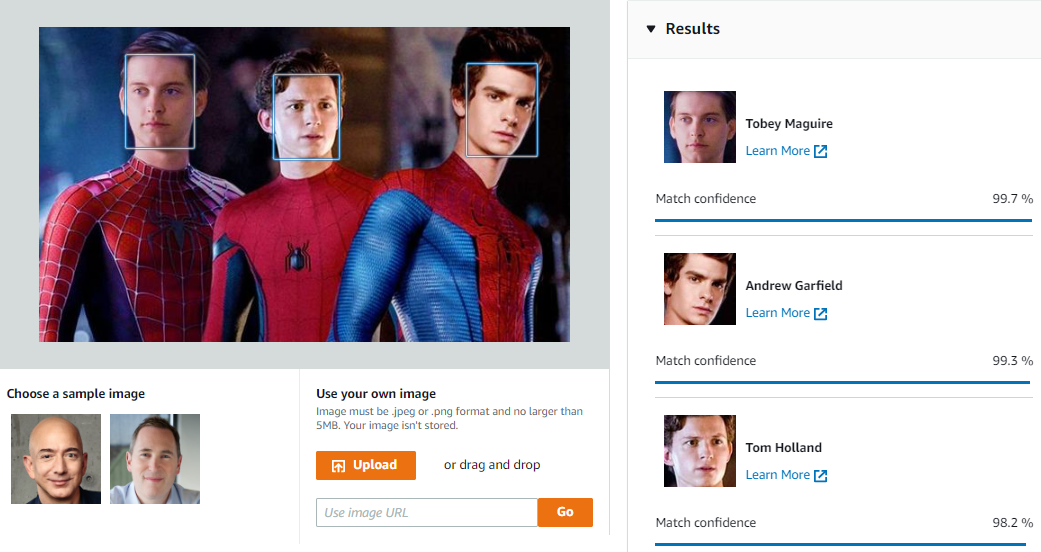 Results
Tobey Maguire
Learn More
Match confidence 99.7 %
Andrew Garfield
Learn More
Match confidence 99.3 %
Tom Holland
Learn More
Match confidence 98.2 %
Choose a sample image
Use your own image
Image must be .jpeg or .png format and no larger than
5MB. Your image isn't stored.
Upload or drag and drop
Use image URL Go